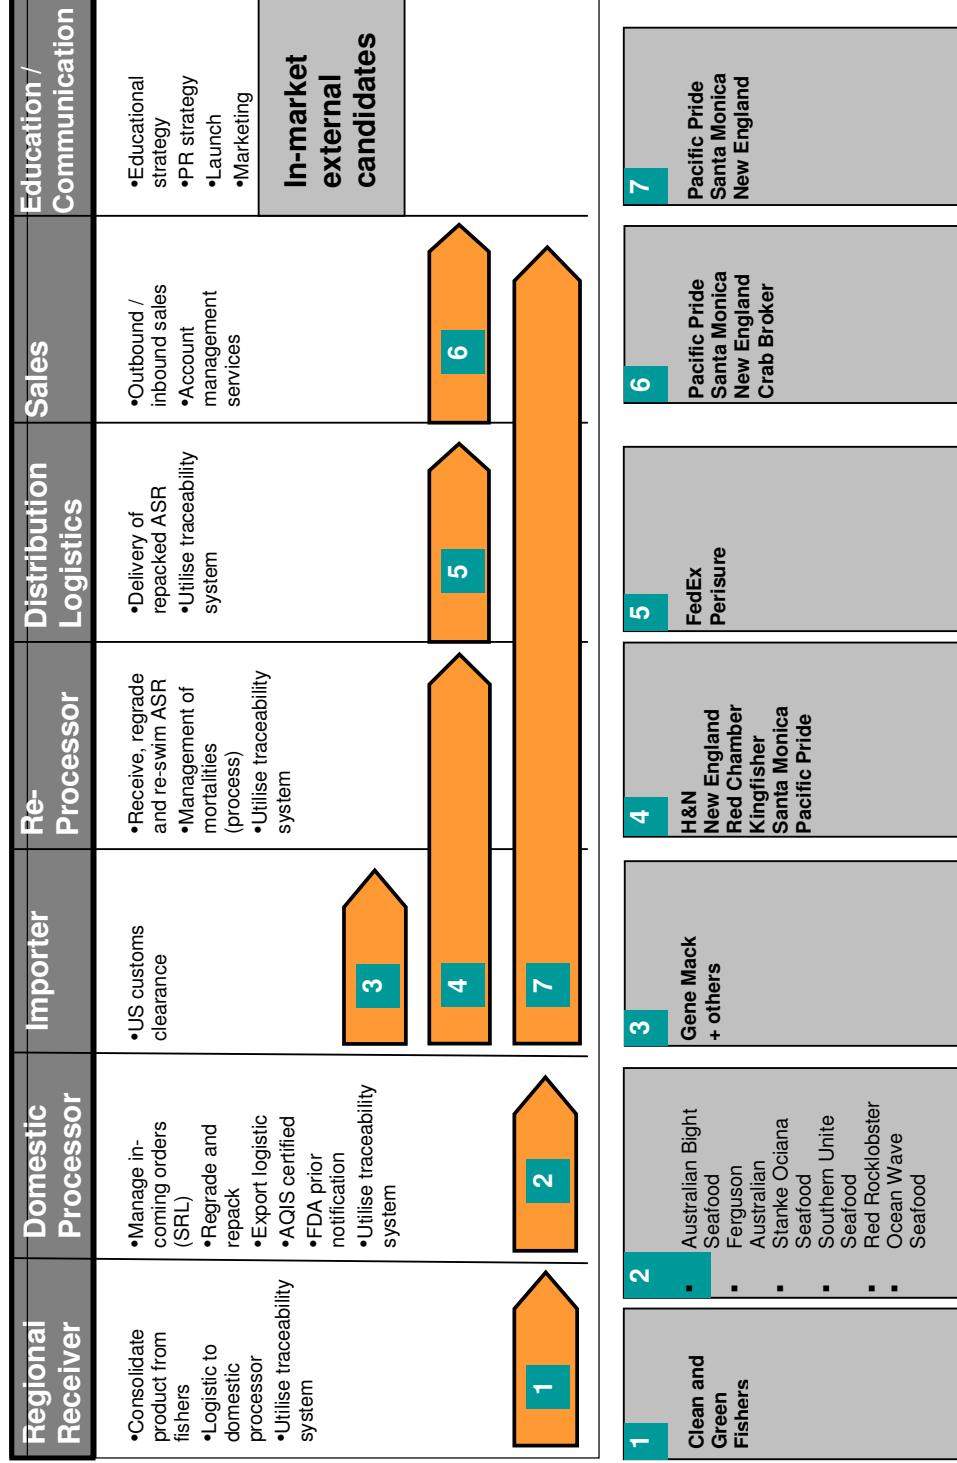 Regional
Receiver
Domestic
Processor
Importer
Re-
Processor
Distribution
Logistics
Sales
Education /
Communication
•Consolidate
product from
fishers
•Logistic to
domestic
processor
•Utilise traceability
system
•Manage in-
coming orders
(SRL)
•Regrade and
repack
•Export logistic
•AQIS certified
•FDA prior
notification
•Utilise traceability
system
•US customs
clearance
•Receive, regrade
and re-swim ASR
•Management of
mortalities
(process)
•Utilise traceability
system
•Delivery of
repacked ASR
•Utilise traceability
system
•Outbound /
inbound sales
•Account
management
services
•Educational
strategy
•PR strategy
•Launch
•Marketing
In-market
external
candidates
3
4
5
6
1
2
7
1
Clean and
Green
Fishers
2
▪ Australian Bight
Seafood
▪ Ferguson
Australian
▪ Stanke Ociana
Seafood
▪ Southern Unite
Seafood
▪ Red Rocklobster
▪ Ocean Wave
Seafood
3
Gene Mack
+ others
4
H&N
New England
Red Chamber
Kingfisher
Santa Monica
Pacific Pride
5
FedEx
Perisure
6
Pacific Pride
Santa Monica
New England
Crab Broker
7
Pacific Pride
Santa Monica
New England